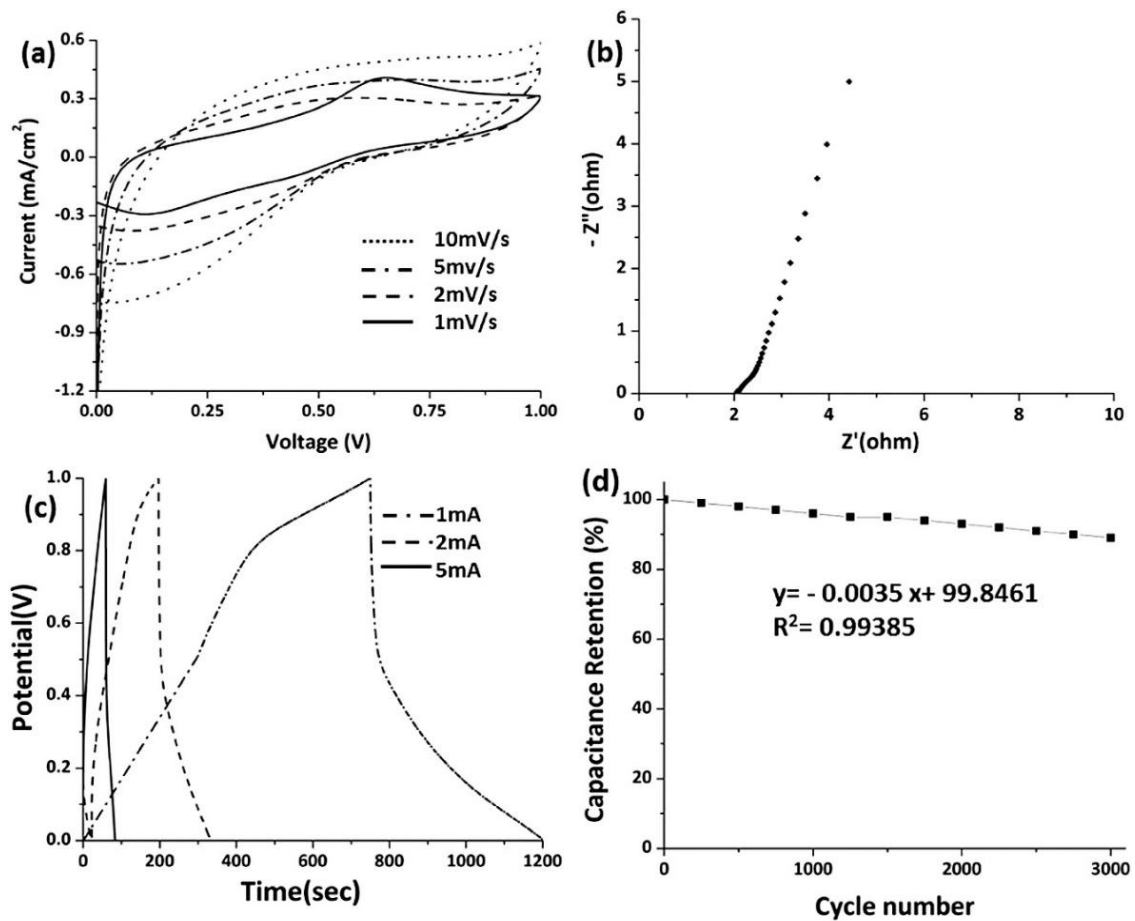 (a)
0.6
0.3
0.0
-0.3
-0.6
-0.9
-1.2
Current (mA/cm²)
10mV/s
5mv/s
2mV/s
1mV/s
0.00 0.25 0.50 0.75 1.00
Voltage (V)
(b)
6
5
4
3
2
1
0
- Z''(ohm)
0 2 4 6 8 10
Z'(ohm)
(c)
1.0
0.8
0.6
0.4
0.2
0.0
Potential(V)
1mA
2mA
5mA
0 200 400 600 800 1000 1200
Time(sec)
(d)
100
80
60
40
20
0
Capacitance Retention (%)
y= - 0.0035 x+ 99.8461
R²= 0.99385
0 1000 2000 3000
Cycle number